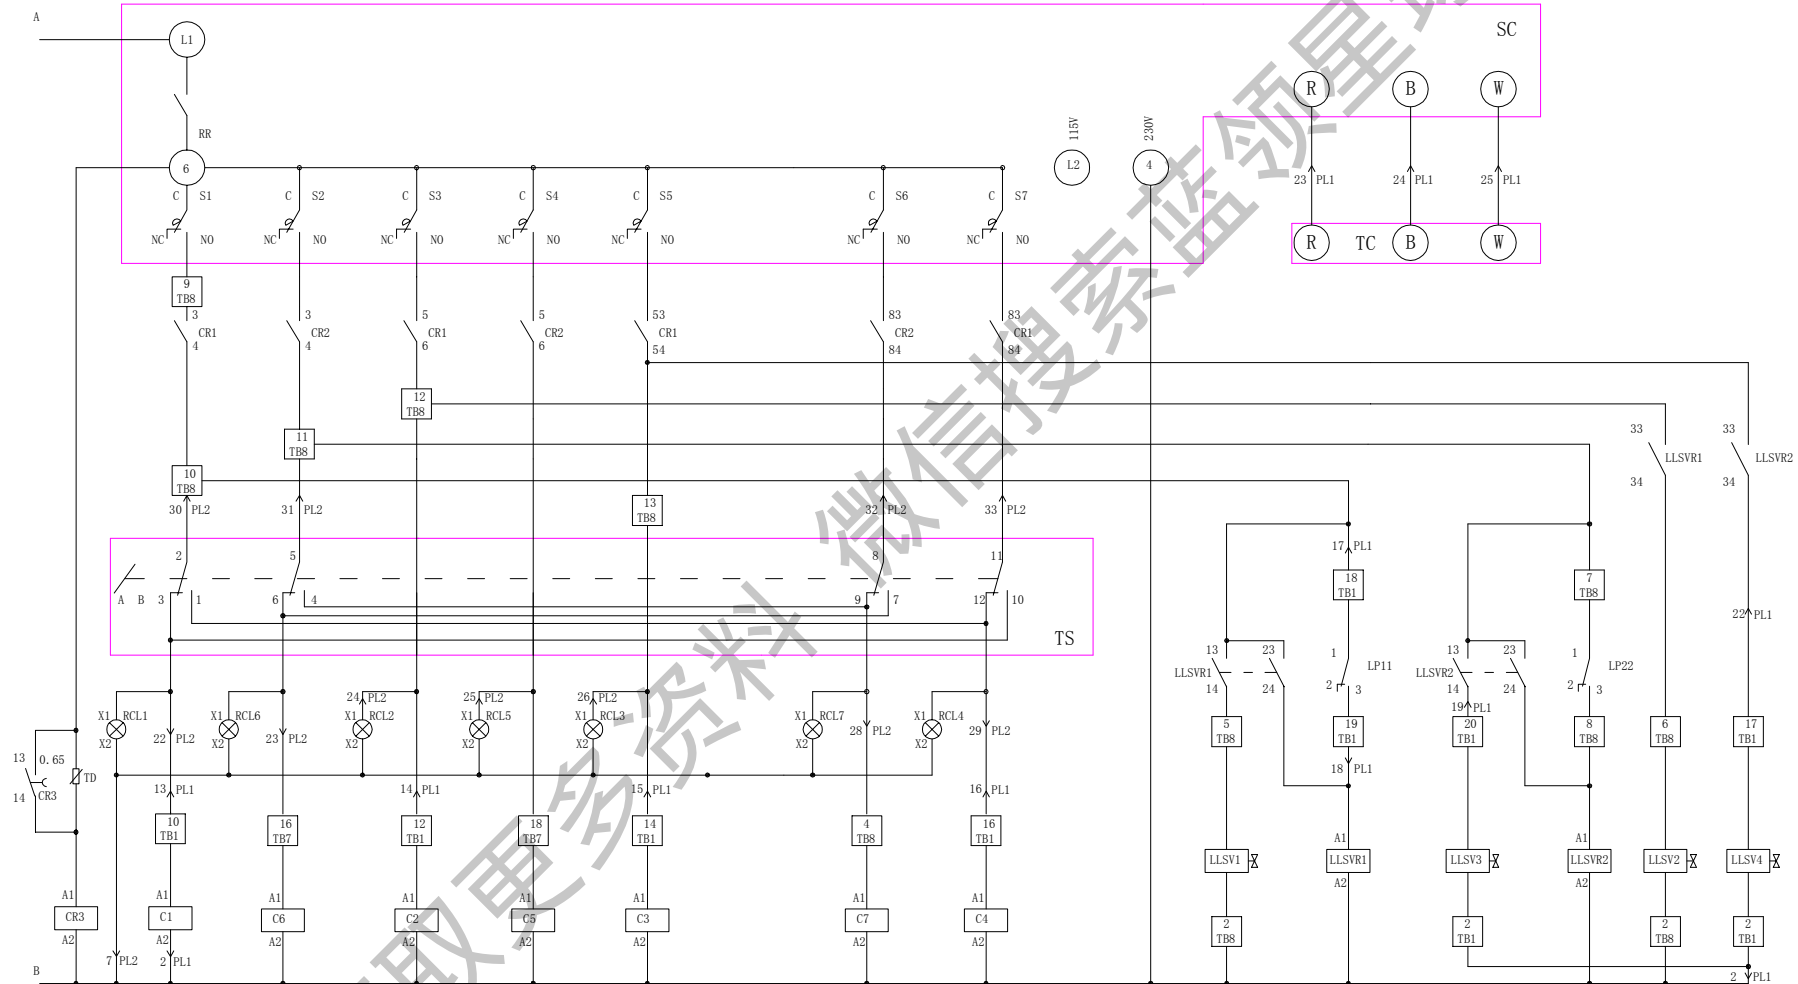 A
L1
SC
R B W
RR
115V 230V
6
L2 4
23 PL1 24 PL1 25 PL1
C S1 C S2 C S3 C S4 C S5 C S6 C S7
NC NO NC NO NC NO NC NO NC NO NC NO NC NO
R TC B W
9
TB8
3 3 5 5 53 83 83
CR1 CR2 CR1 CR2 CR1 CR2 CR1
4 4 6 6 54 84 84
12
TB8
11
TB8
33 33
LLSVR1 LLSVR2
34 34
10
TB8
13
TB8
30 PL2 31 PL2 32 PL2 33 PL2
17 PL1
2 5 8 11
18
TB1
7
TB8
A B 3 1 6 4 9 7 12 10
22 PL1
TS
13 23 1 13 23 1
LLSVR1 LP11 LLSVR2 LP22
14 24 2 3 14 24 2 3
24 PL2 25 PL2 26 PL2
19 PL1
X1 RCL1 X1 RCL6 X1 RCL2 X1 RCL5 X1 RCL3 X1 RCL7 X1 RCL4
X2 X2 X2 X2 X2 X2 X2
22 PL2 23 PL2 28 PL2 29 PL2
5 19 20 8 6 17
TB8 TB1 TB1 TB8 TB8 TB1
13 0.65
TD
14 CR3
18 PL1
13 PL1 14 PL1 15 PL1 16 PL1
10 16 12 18 14 4 16
TB1 TB7 TB1 TB7 TB1 TB8 TB1
A1 A1
LLSV1 LLSVR1 LLSV3 LLSVR2 LLSV2 LLSV4
A2 A2
A1 A1 A1 A1 A1 A1 A1 A1
CR3 C1 C6 C2 C5 C3 C7 C4
A2 A2 A2 A2 A2 A2 A2 A2
2 2 2 2
TB8 TB1 TB8 TB1
7 PL2 2 PL1
B
2 PL1
取更多资料 微信搜索蓝领星球